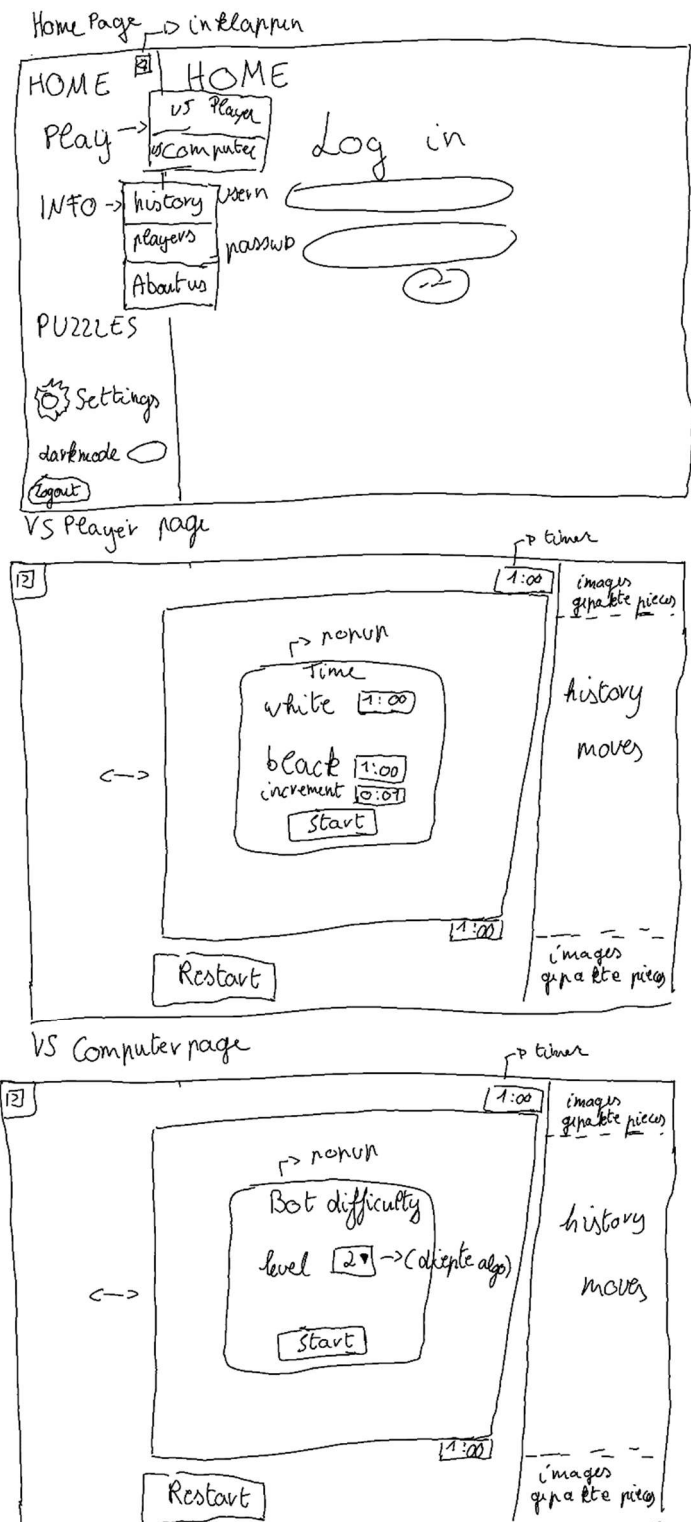 Home Page → inklappen
HOME
HOME
Play →
vs Player
vs Computer
Log in
INFO →
history
players
About us
usern
passwo
PUZZLES
Settings
darkmode
Logout
VS Player page
timer
1:00
images
gepakte pieces
popup
Time
white 1:00
black 1:00
increment 0:01
Start
history
moves
<-->
1:00
Restart
images
gepakte pieces
VS Computer page
timer
1:00
images
gepakte pieces
popup
Bot difficulty
level 2 → (diepte algo)
Start
history
moves
<-->
1:00
Restart
images
gepakte pieces